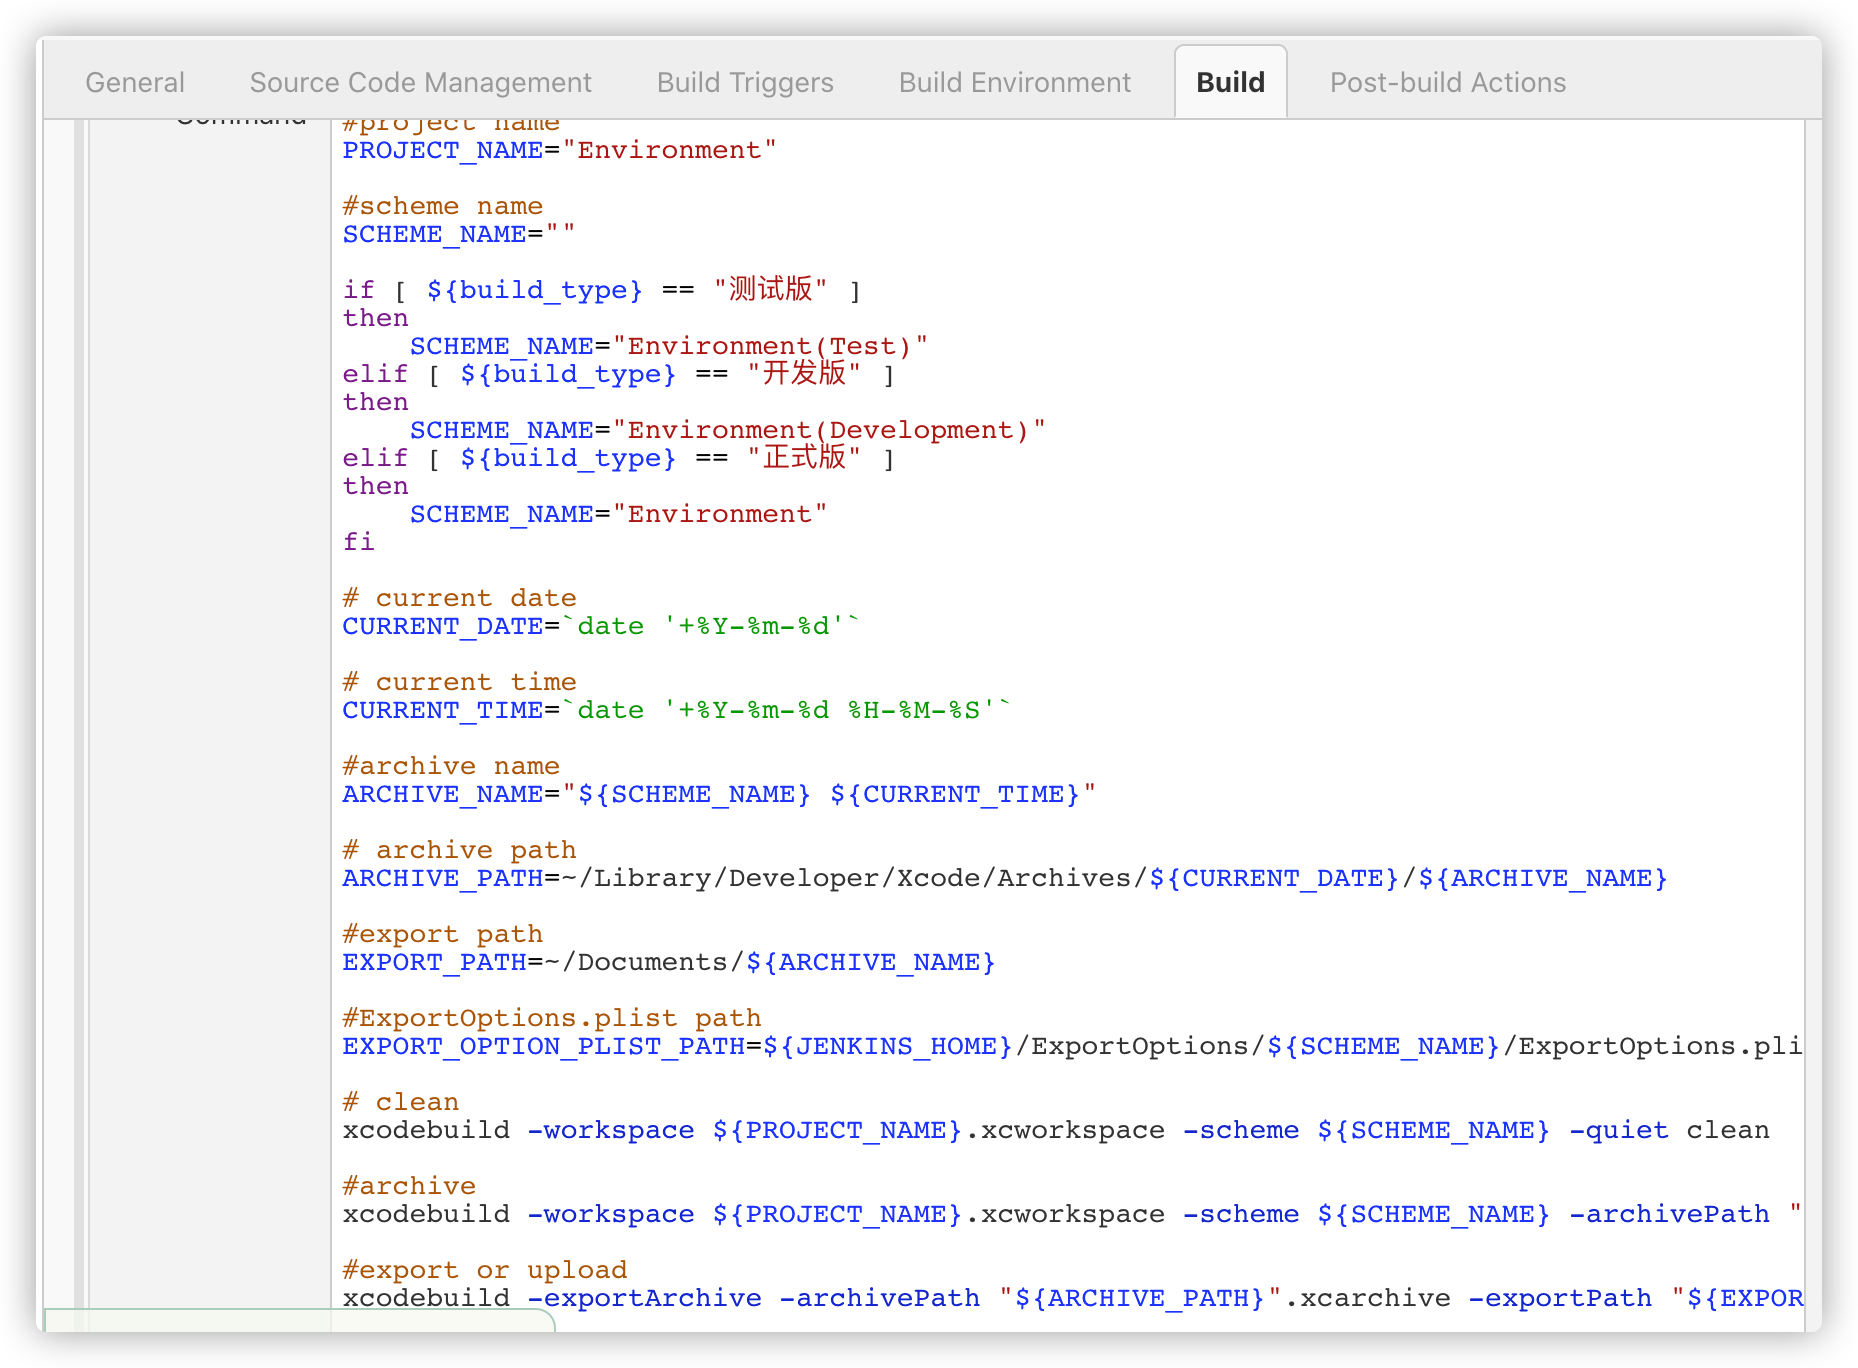 General Source Code Management Build Triggers Build Environment Build Post-build Actions
Command
#project name
PROJECT_NAME="Environment"
#scheme name
SCHEME_NAME=""
if [ ${build_type} == "测试版" ]
then
    SCHEME_NAME="Environment(Test)"
elif [ ${build_type} == "开发版" ]
then
    SCHEME_NAME="Environment(Development)"
elif [ ${build_type} == "正式版" ]
then
    SCHEME_NAME="Environment"
fi
# current date
CURRENT_DATE=`date '+%Y-%m-%d'`
# current time
CURRENT_TIME=`date '+%Y-%m-%d %H-%M-%S'`
#archive name
ARCHIVE_NAME="${SCHEME_NAME} ${CURRENT_TIME}"
# archive path
ARCHIVE_PATH=~/Library/Developer/Xcode/Archives/${CURRENT_DATE}/${ARCHIVE_NAME}
#export path
EXPORT_PATH=~/Documents/${ARCHIVE_NAME}
#ExportOptions.plist path
EXPORT_OPTION_PLIST_PATH=${JENKINS_HOME}/ExportOptions/${SCHEME_NAME}/ExportOptions.pli
# clean
xcodebuild -workspace ${PROJECT_NAME}.xcworkspace -scheme ${SCHEME_NAME} -quiet clean
#archive
xcodebuild -workspace ${PROJECT_NAME}.xcworkspace -scheme ${SCHEME_NAME} -archivePath "
#export or upload
xcodebuild -exportArchive -archivePath "${ARCHIVE_PATH}".xcarchive -exportPath "${EXPOR